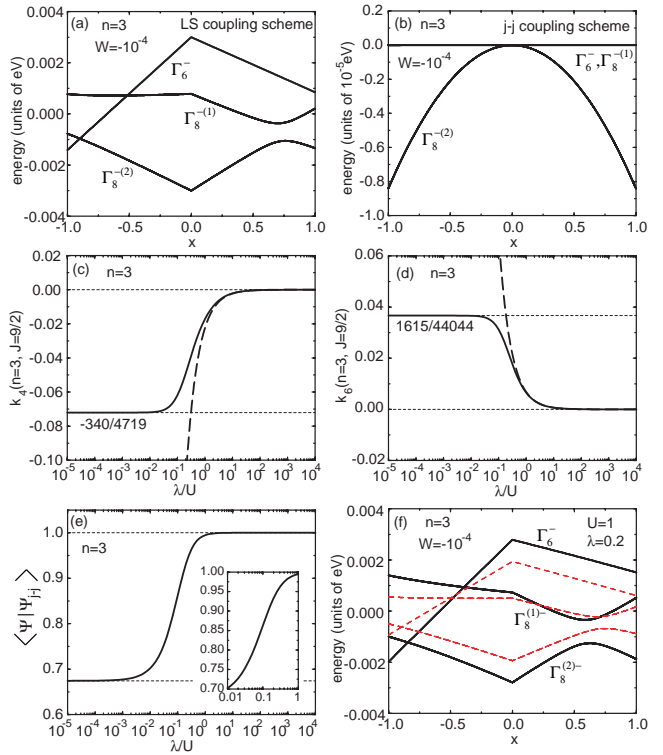 (a) n=3 LS coupling scheme
W=-10⁻⁴
Γ₆⁻
Γ₈⁻⁽¹⁾
Γ₈⁻⁽²⁾
energy (units of eV)
0.004
0.002
0.000
-0.002
-0.004
-1.0 -0.5 0.0 0.5 1.0
x
(b) n=3 j-j coupling scheme
W=-10⁻⁴
Γ₆⁻,Γ₈⁻⁽¹⁾
Γ₈⁻⁽²⁾
energy (units of 10⁻⁵eV)
0.2
0.0
-0.2
-0.4
-0.6
-0.8
-1.0
-1.0 -0.5 0.0 0.5 1.0
x
(c) n=3
-340/4719
k₄(n=3, J=9/2)
0.02
0.00
-0.02
-0.04
-0.06
-0.08
-0.10
10⁻⁵ 10⁻⁴ 10⁻³ 10⁻² 10⁻¹ 10⁰ 10¹ 10² 10³ 10⁴
λ/U
(d) n=3
1615/44044
k₆(n=3, J=9/2)
0.06
0.04
0.02
0.00
-0.02
10⁻⁵ 10⁻⁴ 10⁻³ 10⁻² 10⁻¹ 10⁰ 10¹ 10² 10³ 10⁴
λ/U
(e)
n=3
⟨Ψ|Ψj-j⟩
1.0
0.9
0.8
0.7
0.6
10⁻⁵ 10⁻⁴ 10⁻³ 10⁻² 10⁻¹ 10⁰ 10¹ 10² 10³ 10⁴
λ/U
1.00
0.95
0.90
0.85
0.80
0.75
0.70
0.01 0.1 1
(f) n=3 U=1
W=-10⁻⁴ λ=0.2
Γ₆⁻
Γ₈⁽¹⁾⁻
Γ₈⁽²⁾⁻
energy (units of eV)
0.004
0.002
0.000
-0.002
-0.004
-1.0 -0.5 0.0 0.5 1.0
x